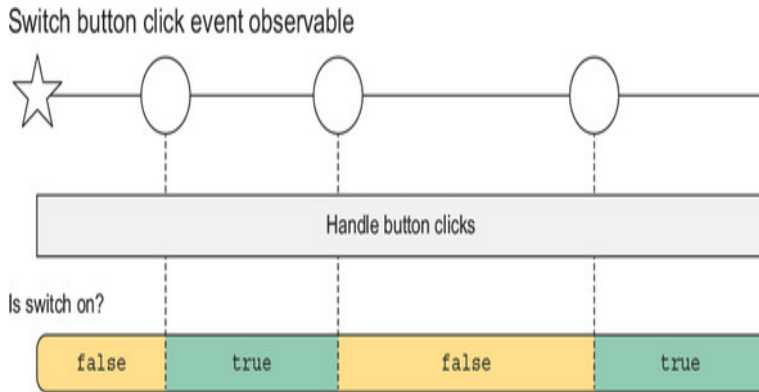 Switch button click event observable
Handle button clicks
Is switch on?
false true false true